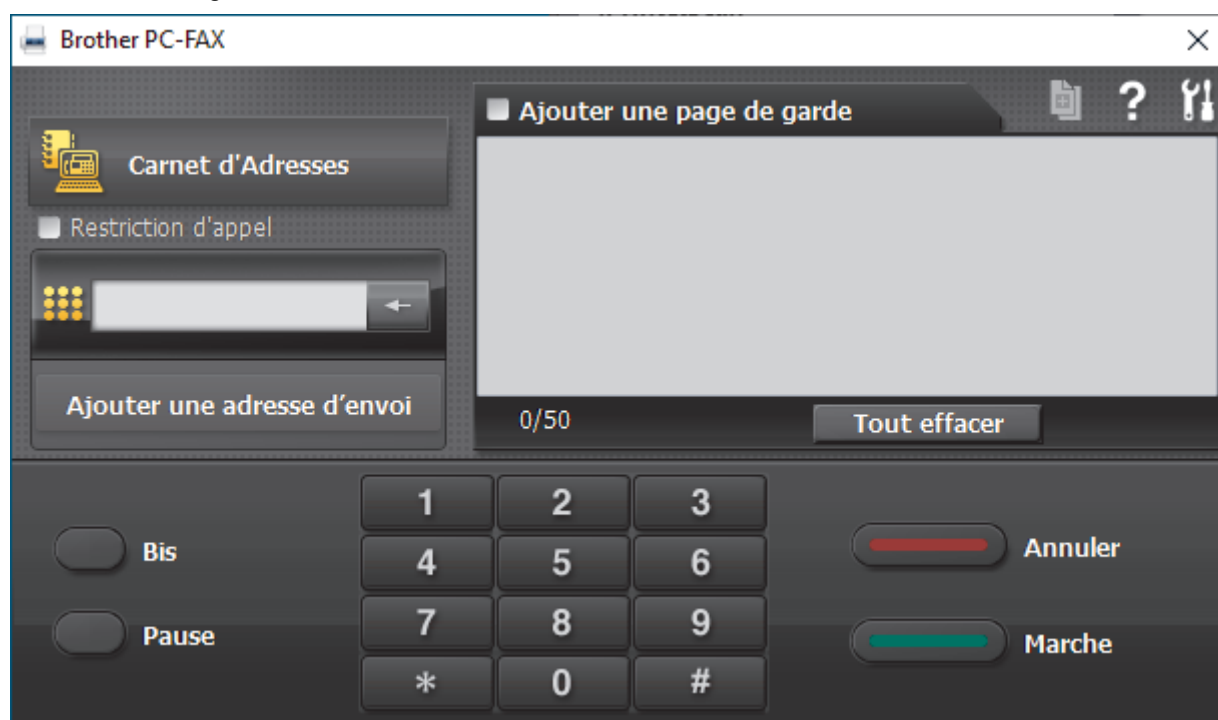 Brother PC-FAX
Ajouter une page de garde
?
Carnet d'Adresses
Restriction d'appel
Ajouter une adresse d'envoi
0/50
Tout effacer
1 2 3
4 5 6
7 8 9
* 0 #
Bis
Pause
Annuler
Marche